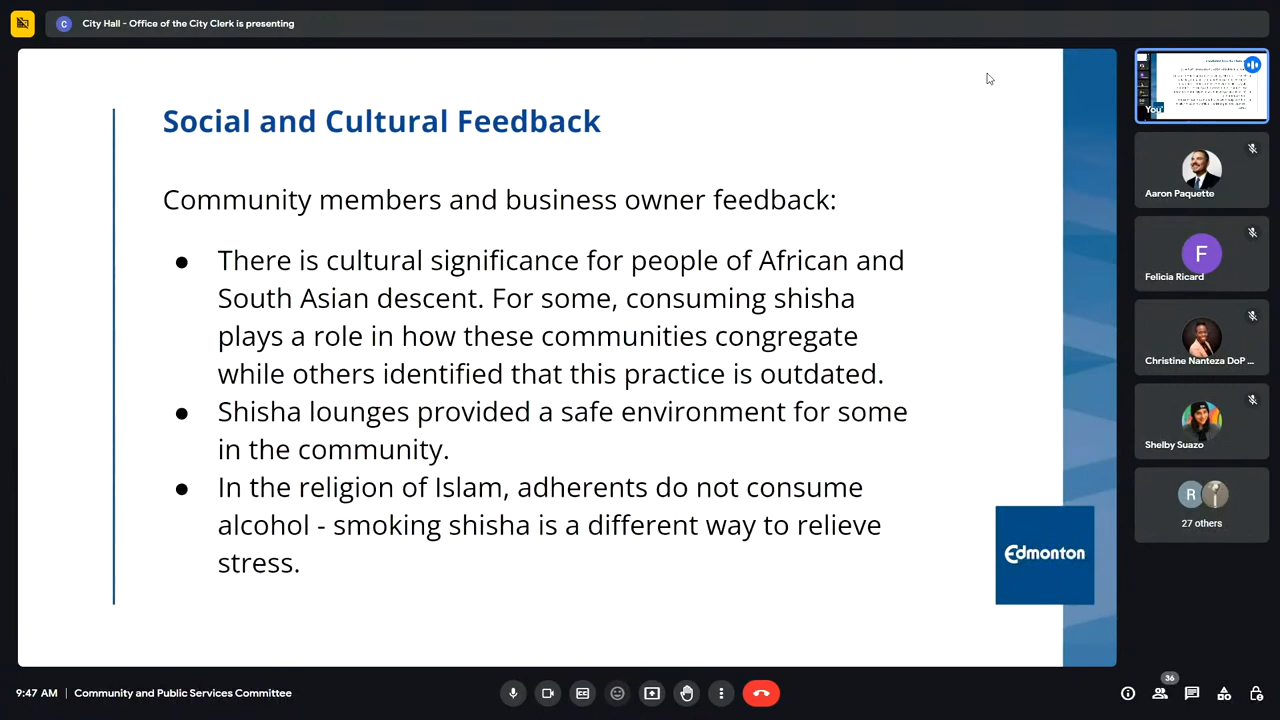 City Hall - Office of the City Clerk is presenting
C
Social and Cultural Feedback
Community members and business owner feedback:
● There is cultural significance for people of African and
South Asian descent. For some, consuming shisha
plays a role in how these communities congregate
while others identified that this practice is outdated.
● Shisha lounges provided a safe environment for some
in the community.
● In the religion of Islam, adherents do not consume
alcohol - smoking shisha is a different way to relieve
stress.
Edmonton
You
Aaron Paquette
F
Felicia Ricard
Christine Nanteza DoP ...
Shelby Suazo
R
27 others
9:47 AM | Community and Public Services Committee
36